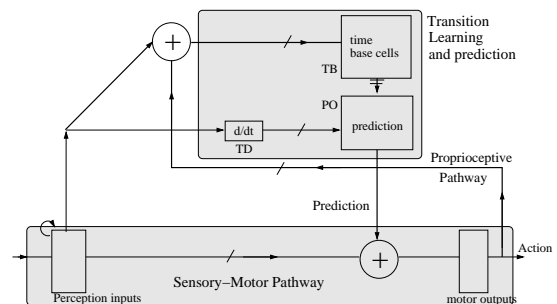 Transition
Learning
and prediction
time
base cells
TB
PO
d/dt
TD
prediction
Proprioceptive
Pathway
Prediction
Action
Sensory−Motor Pathway
Perception inputs
motor outputs